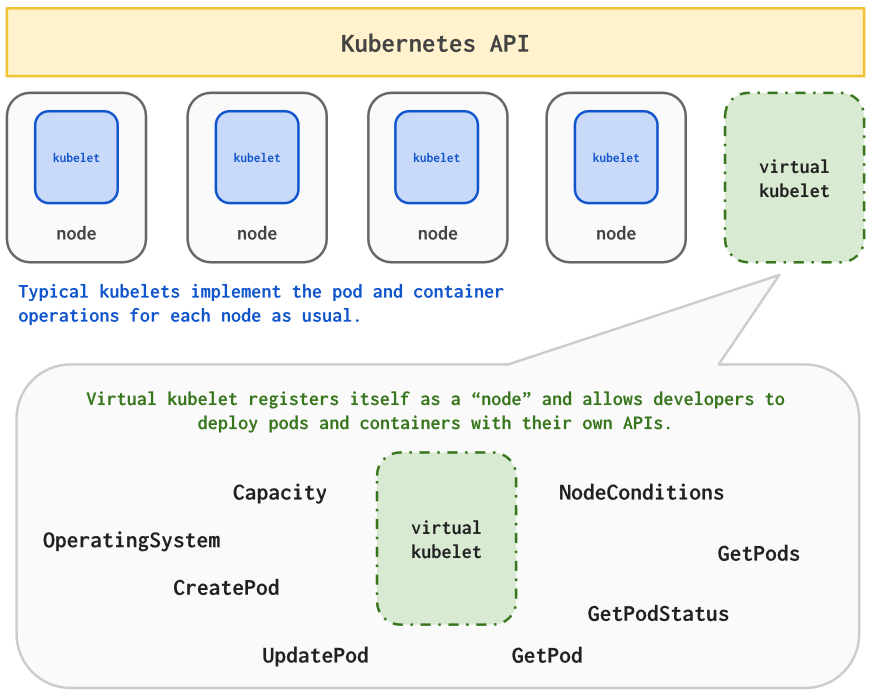 Kubernetes API
kubelet
kubelet
kubelet
kubelet
virtual
kubelet
node
node
node
node
Typical kubelets implement the pod and container
operations for each node as usual.
Virtual kubelet registers itself as a “node” and allows developers to
deploy pods and containers with their own APIs.
Capacity
NodeConditions
virtual
kubelet
OperatingSystem
GetPods
CreatePod
GetPodStatus
UpdatePod
GetPod